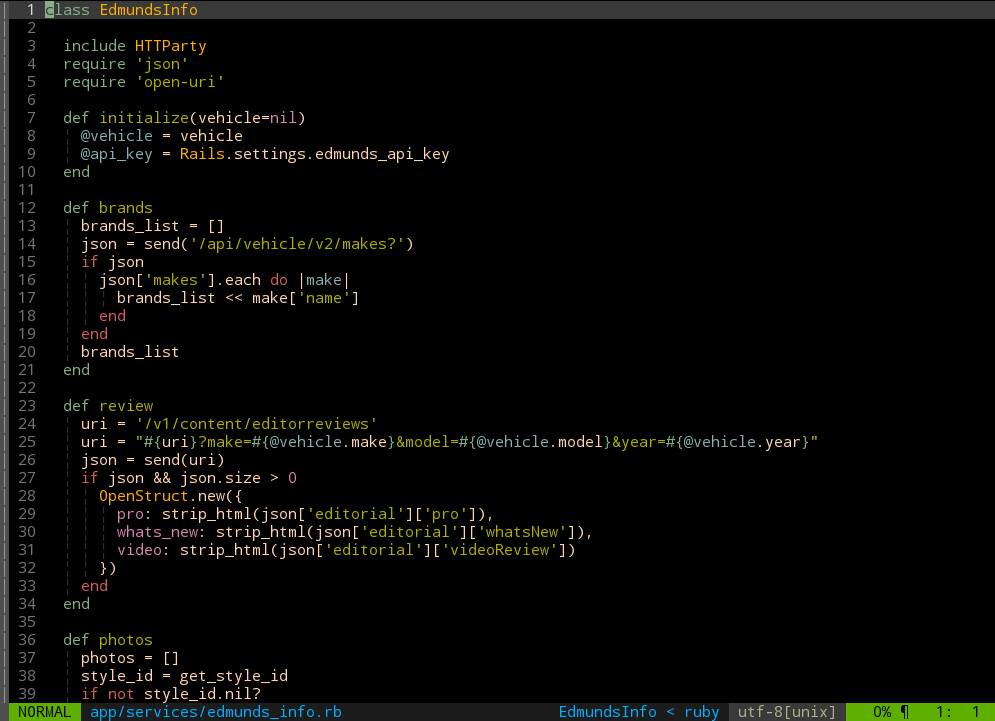 1 class EdmundsInfo
2
3   include HTTParty
4   require 'json'
5   require 'open-uri'
6
7   def initialize(vehicle=nil)
8     @vehicle = vehicle
9     @api_key = Rails.settings.edmunds_api_key
10   end
11
12   def brands
13     brands_list = []
14     json = send('/api/vehicle/v2/makes?')
15     if json
16       json['makes'].each do |make|
17         brands_list << make['name']
18       end
19     end
20     brands_list
21   end
22
23   def review
24     uri = '/v1/content/editorreviews'
25     uri = "#{uri}?make=#{@vehicle.make}&model=#{@vehicle.model}&year=#{@vehicle.year}"
26     json = send(uri)
27     if json && json.size > 0
28       OpenStruct.new({
29         pro: strip_html(json['editorial']['pro']),
30         whats_new: strip_html(json['editorial']['whatsNew']),
31         video: strip_html(json['editorial']['videoReview'])
32       })
33     end
34   end
35
36   def photos
37     photos = []
38     style_id = get_style_id
39     if not style_id.nil?
NORMAL app/services/edmunds_info.rb EdmundsInfo < ruby utf-8[unix] 0% ¶ 1: 1